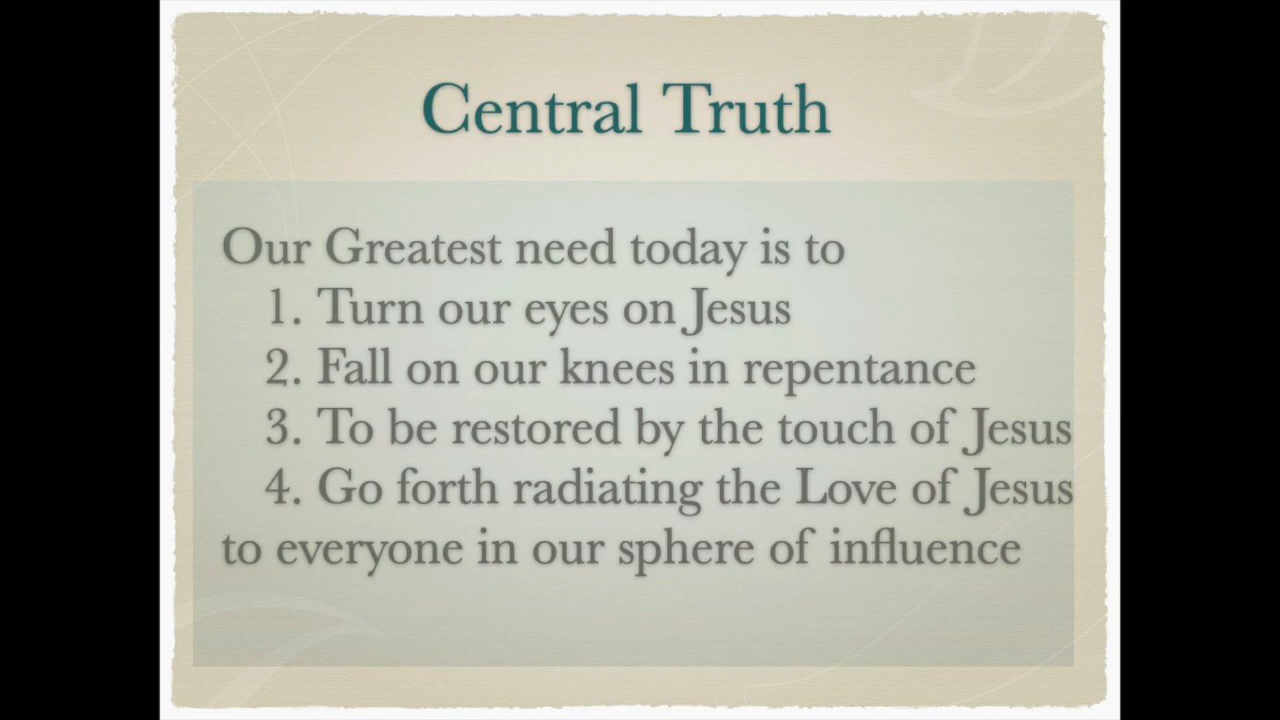 Central Truth
Our Greatest need today is to
1. Turn our eyes on Jesus
2. Fall on our knees in repentance
3. To be restored by the touch of Jesus
4. Go forth radiating the Love of Jesus
to everyone in our sphere of influence